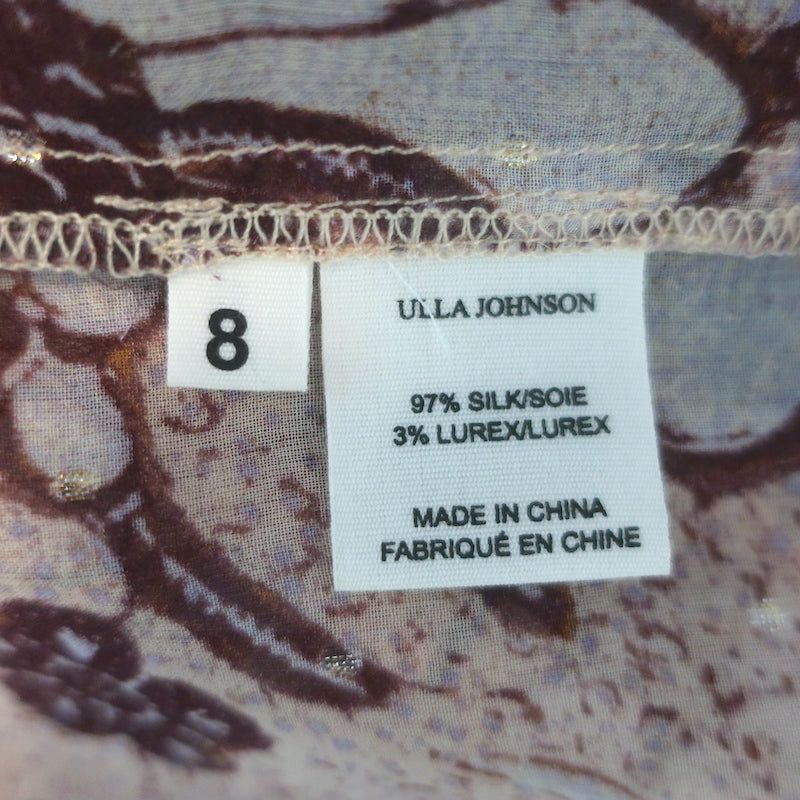 8
ULLA JOHNSON
97% SILK/SOIE
3% LUREX/LUREX
MADE IN CHINA
FABRIQUÉ EN CHINE